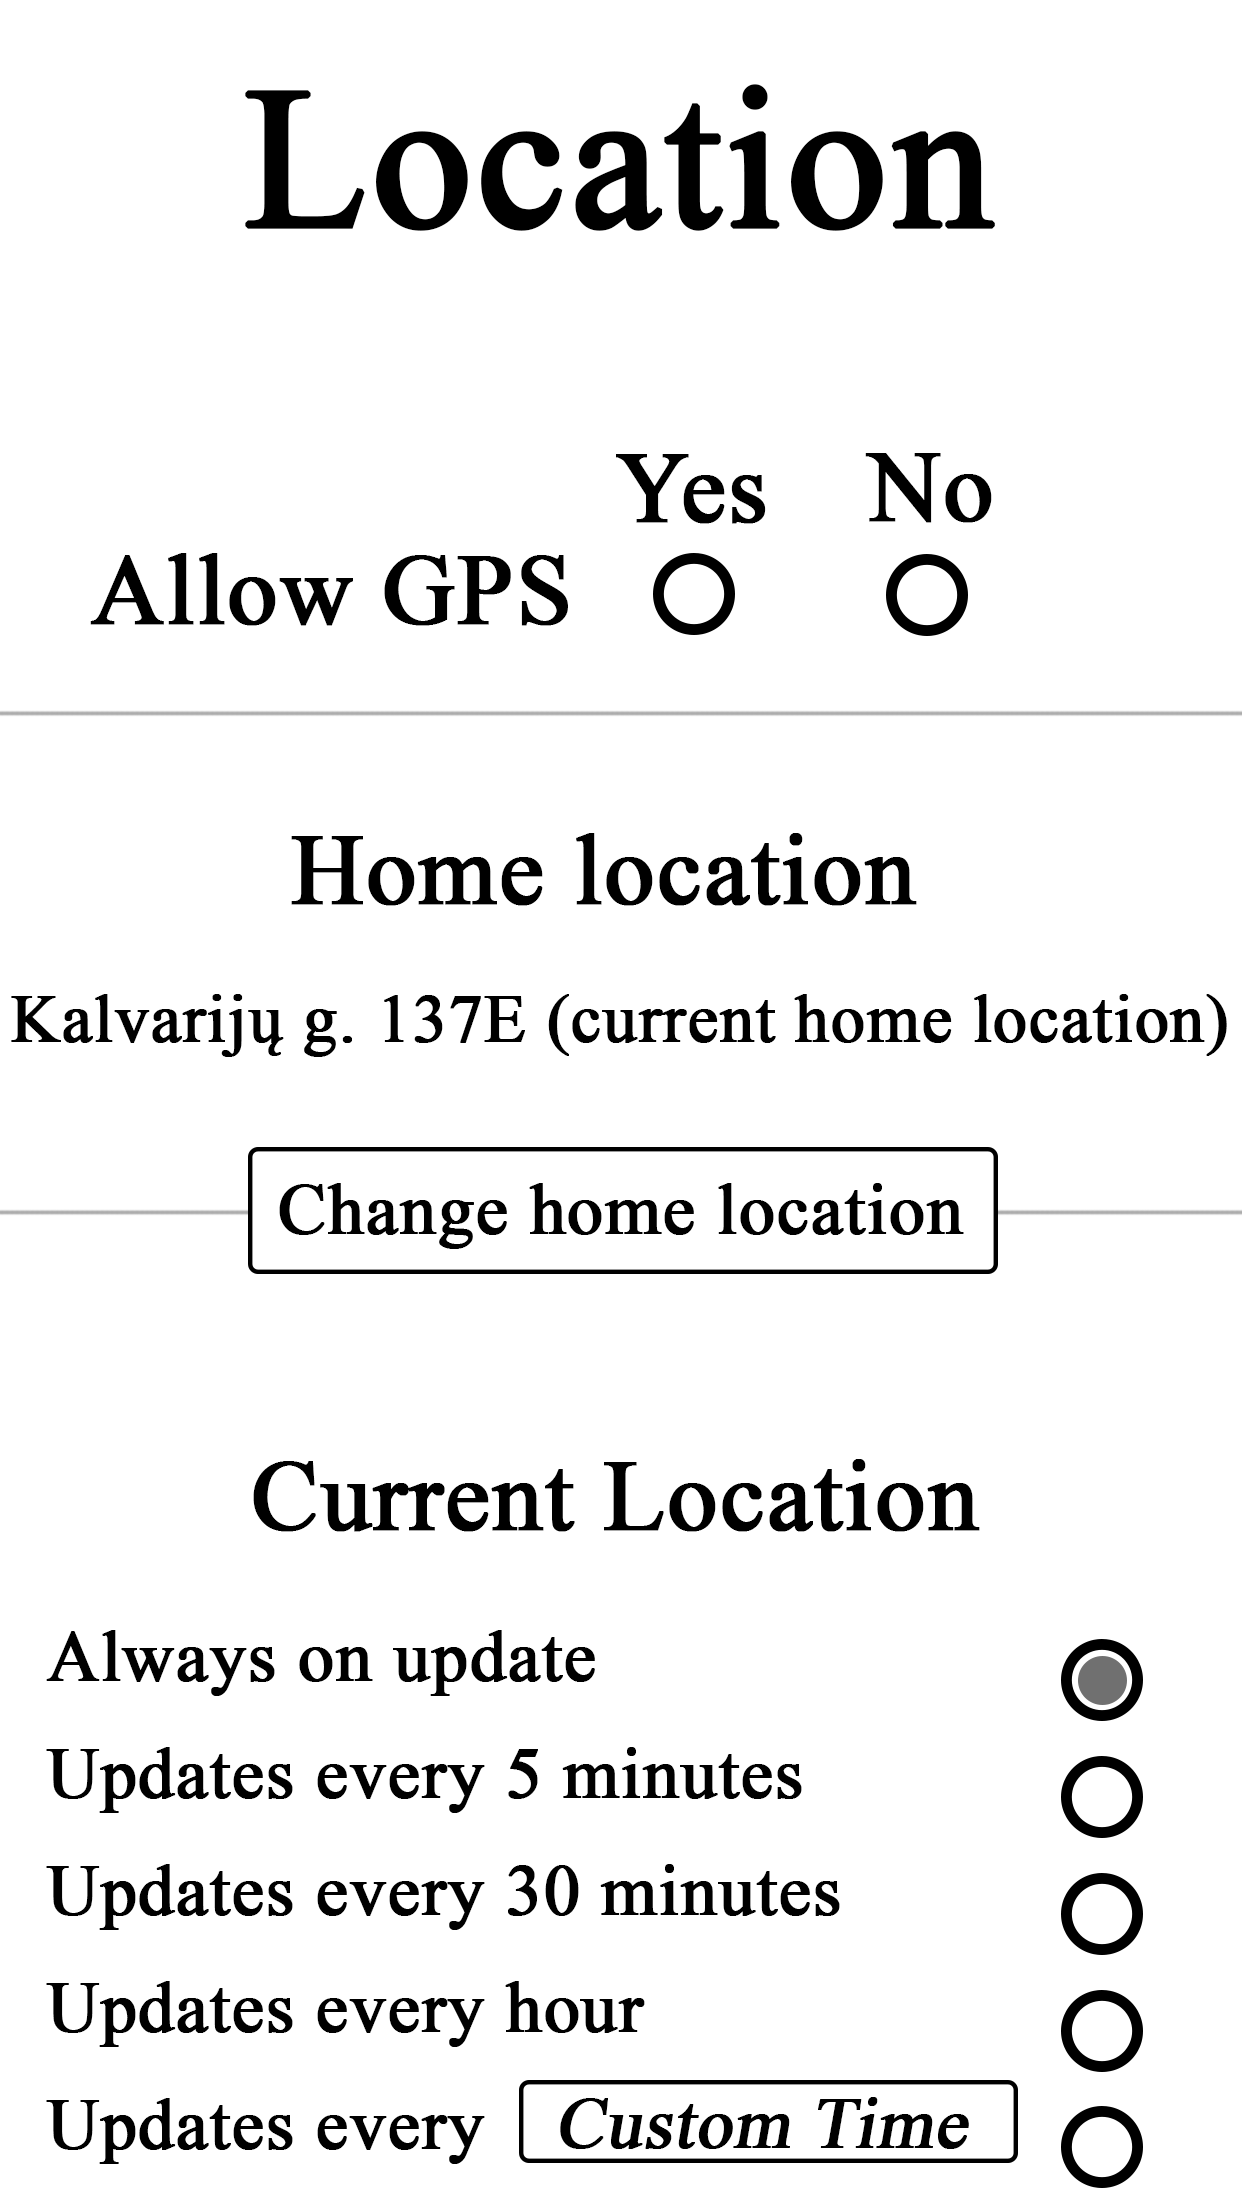 Location
Yes No
Allow GPS
Home location
Kalvarijų g. 137E (current home location)
Change home location
Current Location
Always on update
Updates every 5 minutes
Updates every 30 minutes
Updates every hour
Updates every Custom Time